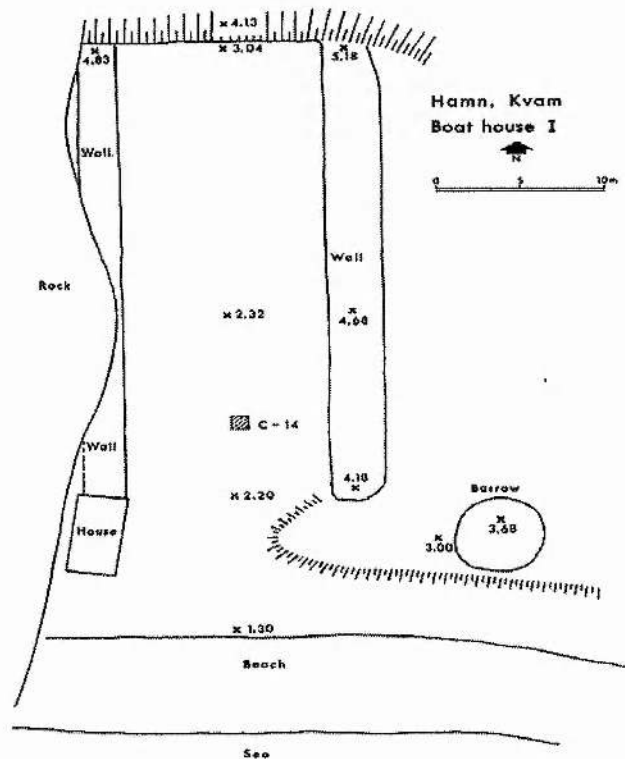 × 4.13
× 3.04
×
4.83
×
5.18
Hamn, Kvam
Boat house I
N
0 5 10m
Wall
Wall
Rock
× 2.32
×
4.68
C-14
Wall
4.18
×
× 2.20
Barrow
×
3.68
×
3.00
House
× 1.30
Beach
Sea